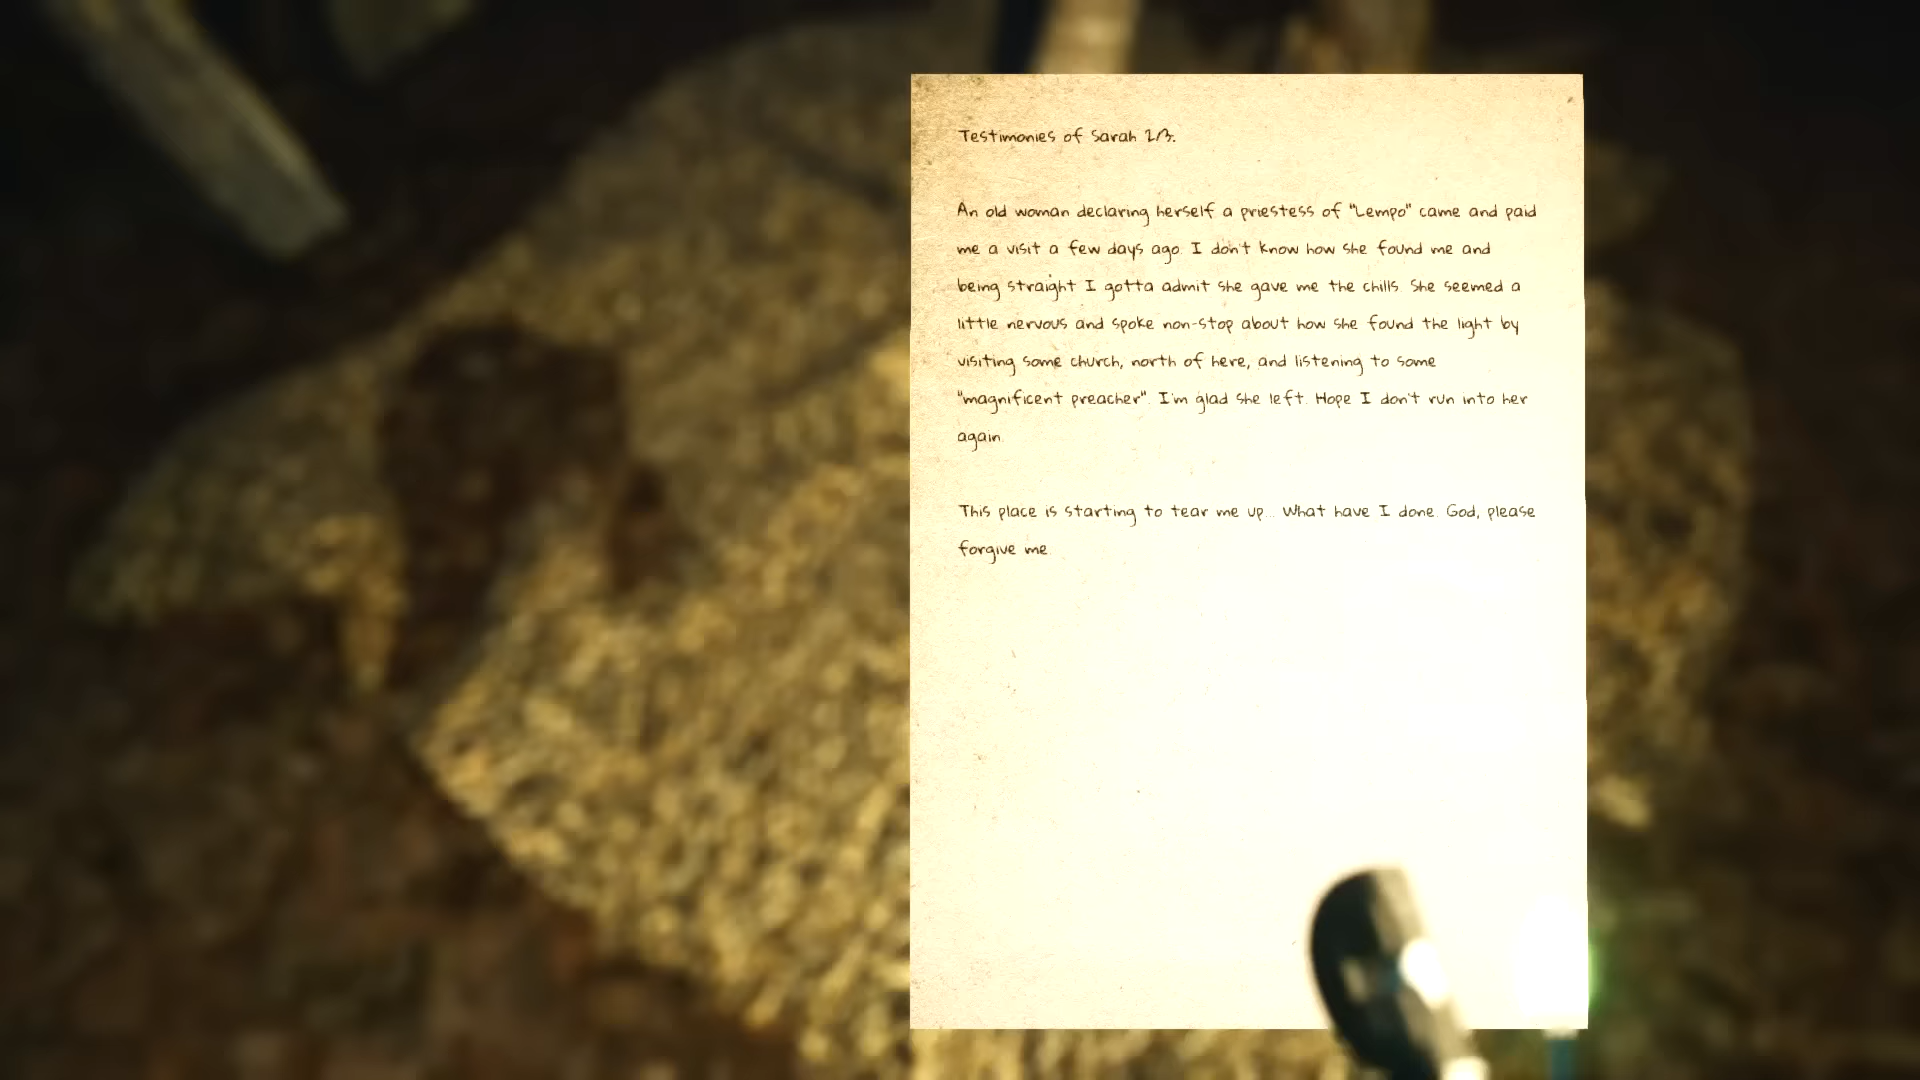 Testimonies of Sarah 2/3.
An old woman declaring herself a priestess of "Lempo" came and paid
me a visit a few days ago. I don't know how she found me and
being straight I gotta admit she gave me the chills. She seemed a
little nervous and spoke non-stop about how she found the light by
visiting some church, north of here, and listening to some
"magnificent preacher". I'm glad she left. Hope I don't run into her
again.
This place is starting to tear me up... What have I done. God, please
forgive me.